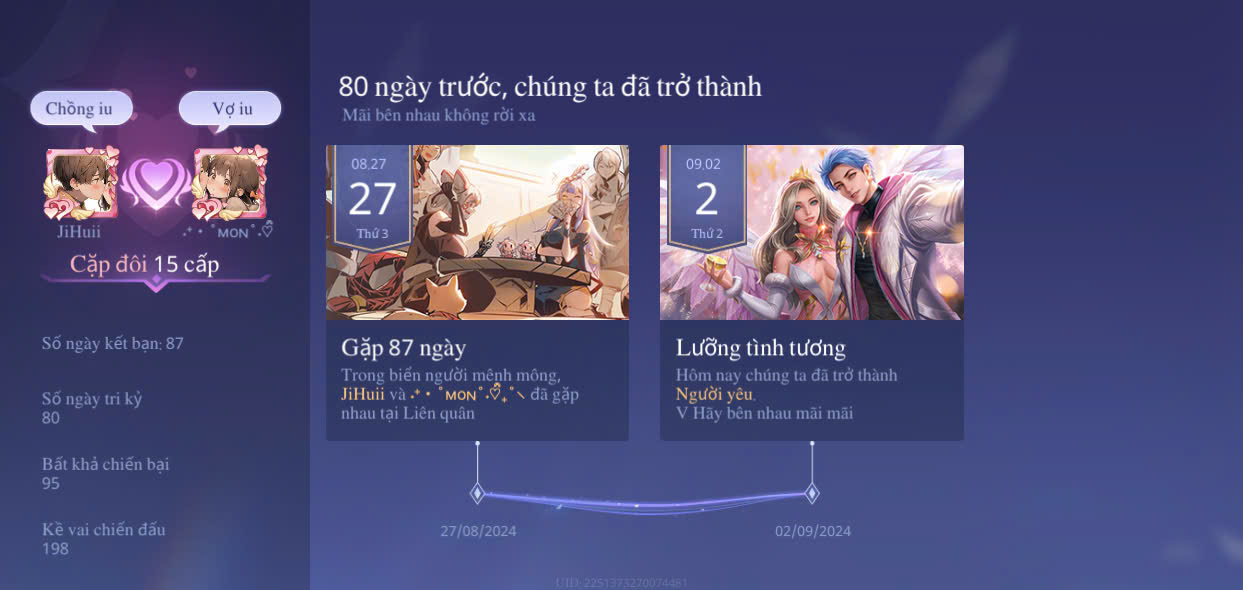 Chồng iu
Vợ iu
JiHuii
.⁺ • ˚ᴍᴏɴ˚.♡
Cặp đôi 15 cấp
Số ngày kết bạn: 87
Số ngày tri kỷ
80
Bất khả chiến bại
95
Kề vai chiến đấu
198
80 ngày trước, chúng ta đã trở thành
Mãi bên nhau không rời xa
08.27
27
Thứ 3
Gặp 87 ngày
Trong biển người mênh mông,
JiHuii và .⁺ • ˚ᴍᴏɴ˚.♡₊˚⸜ đã gặp
nhau tại Liên quân
27/08/2024
09.02
2
Thứ 2
Lưỡng tình tương
Hôm nay chúng ta đã trở thành
Người yêu.
V Hãy bên nhau mãi mãi
02/09/2024
UID: 2251373270074481